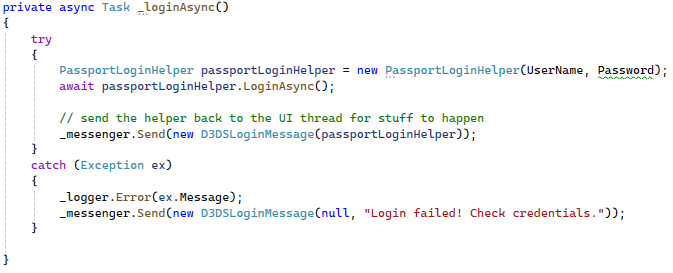 private async Task _loginAsync()
{
    try
    {
        PassportLoginHelper passportLoginHelper = new PassportLoginHelper(UserName, Password);
        await passportLoginHelper.LoginAsync();

        // send the helper back to the UI thread for stuff to happen
        _messenger.Send(new D3DSLoginMessage(passportLoginHelper));
    }
    catch (Exception ex)
    {
        _logger.Error(ex.Message);
        _messenger.Send(new D3DSLoginMessage(null, "Login failed! Check credentials."));
    }

}